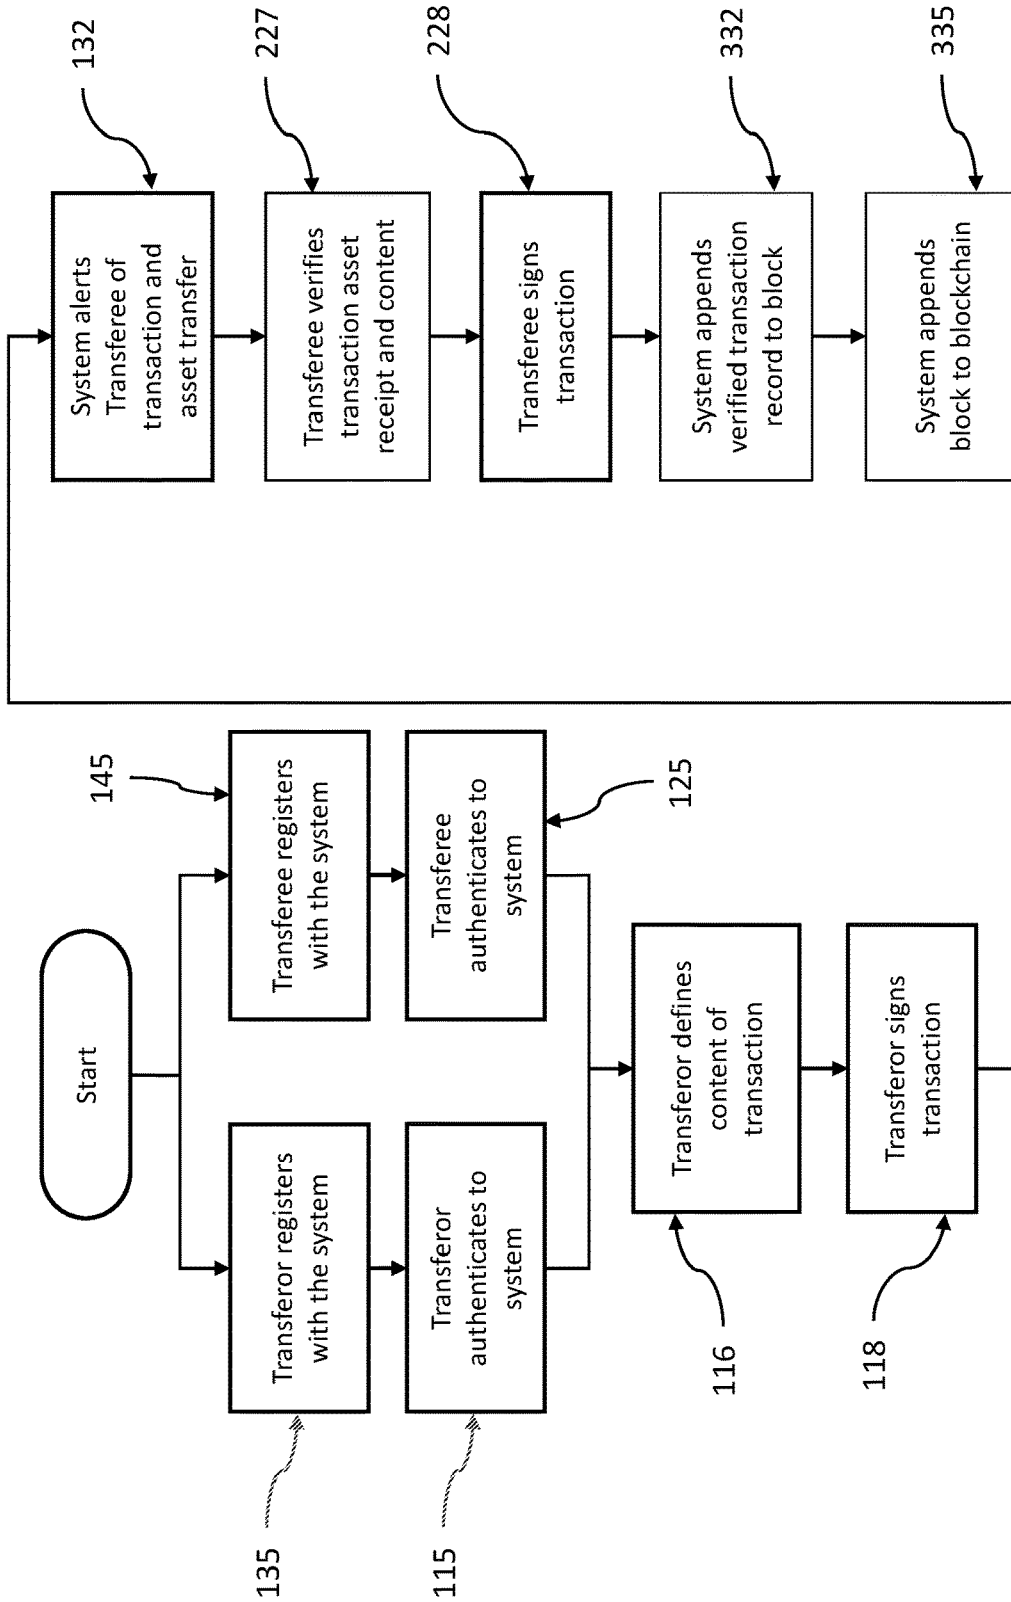 Start
135
Transferor registers
with the system
Transferee registers
with the system
145
115
Transferor
authenticates to
system
Transferee
authenticates to
system
125
116
Transferor defines
content of
transaction
118
Transferor signs
transaction
System alerts
Transferee of
transaction and
asset transfer
132
Transferee verifies
transaction asset
receipt and content
227
Transferee signs
transaction
228
System appends
verified transaction
record to block
332
System appends
block to blockchain
335